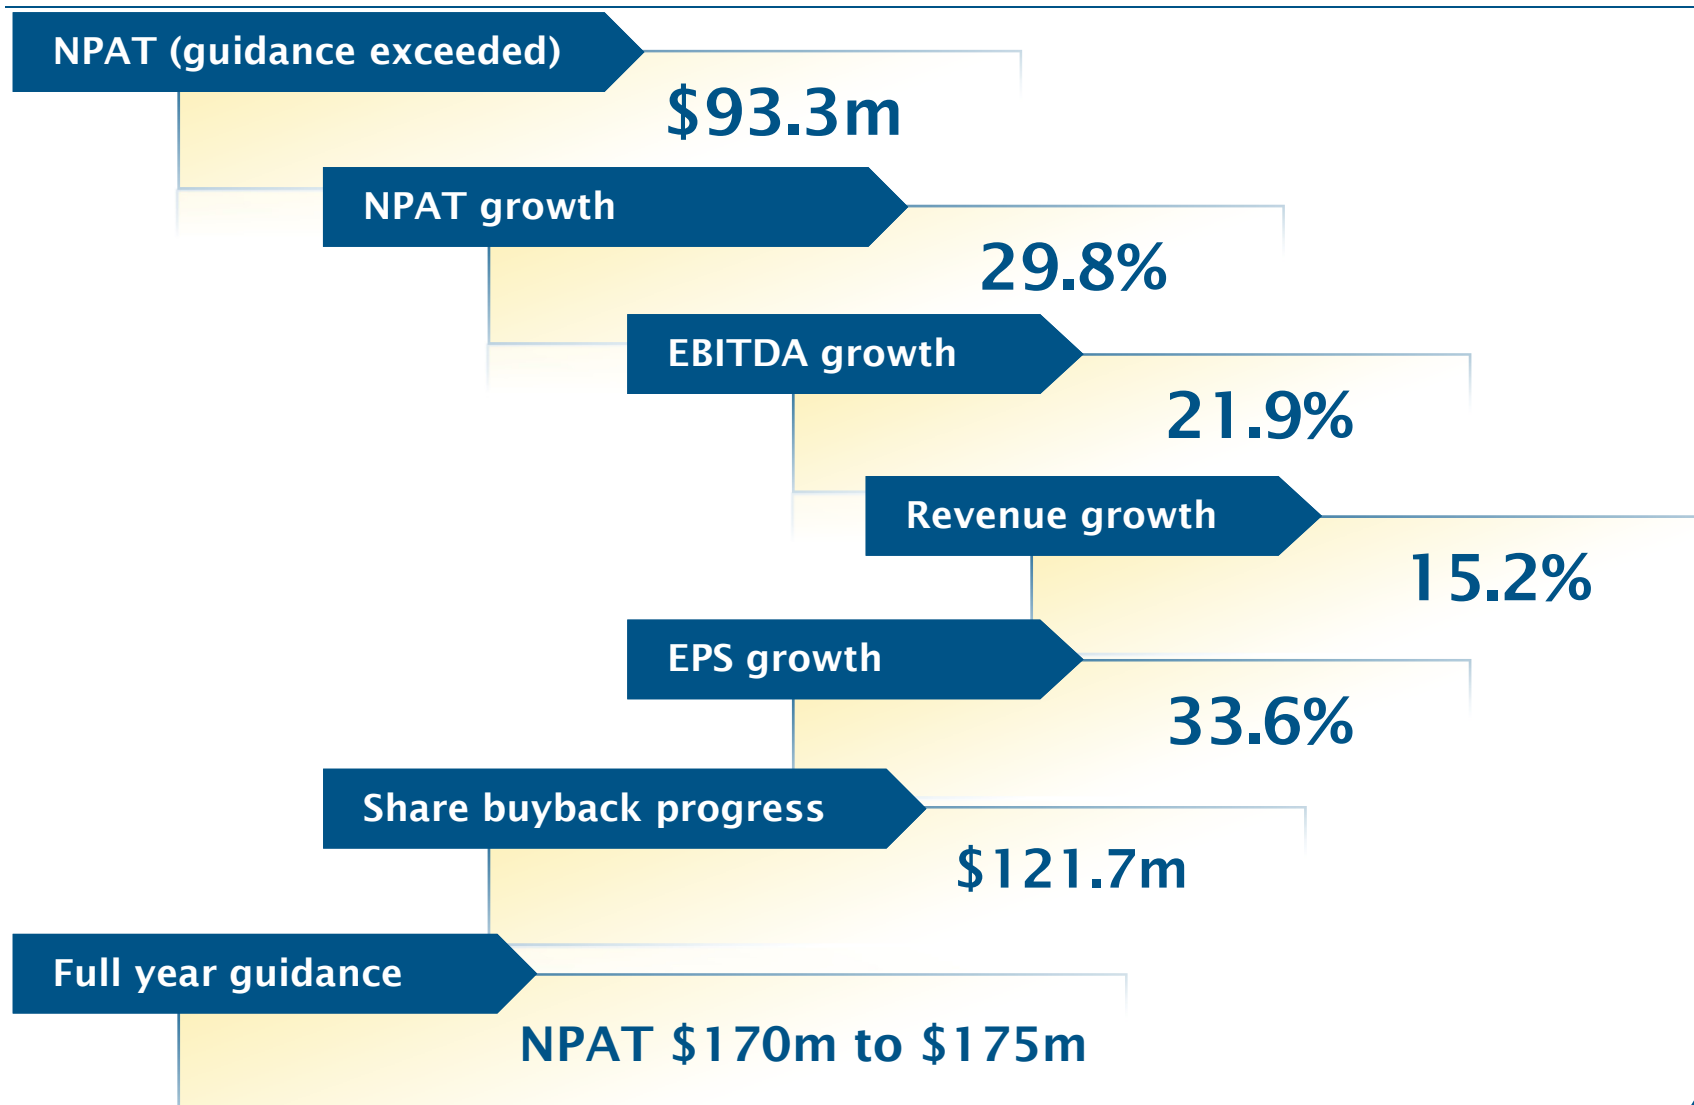 NPAT (guidance exceeded)
$93.3m
NPAT growth
29.8%
EBITDA growth
21.9%
Revenue growth
15.2%
EPS growth
33.6%
Share buyback progress
$121.7m
Full year guidance
NPAT $170m to $175m